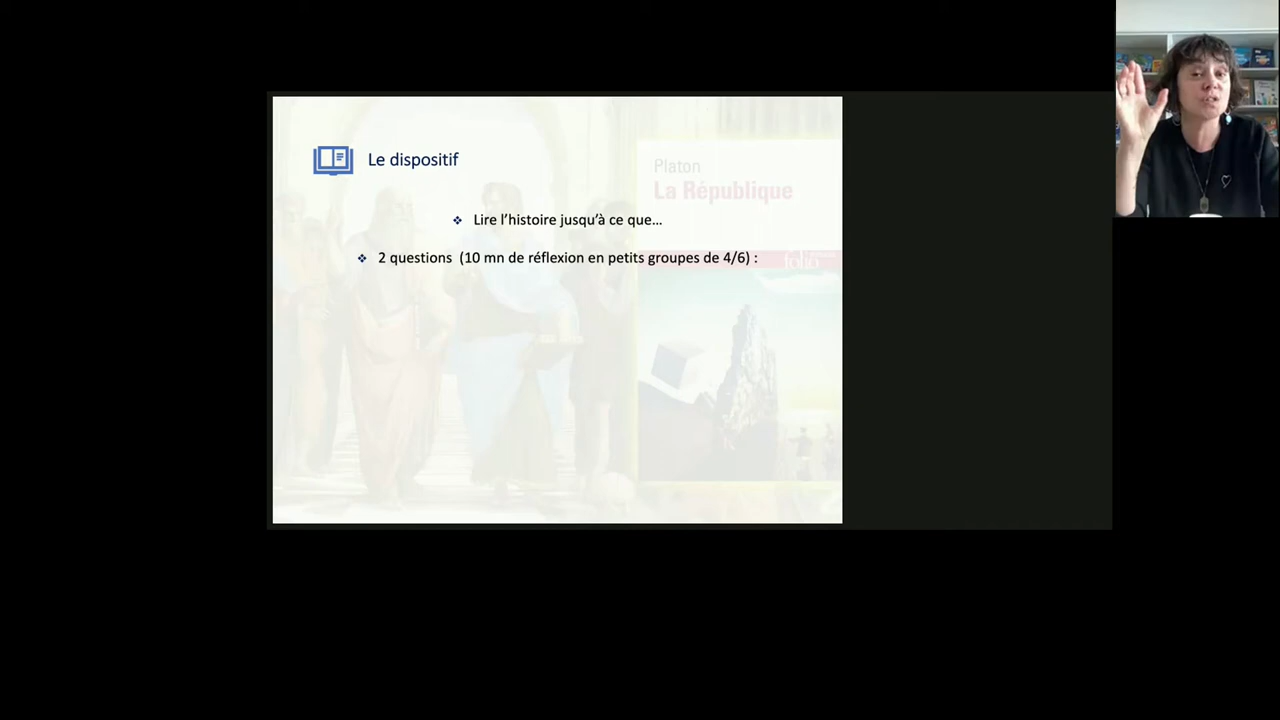 Le dispositif
Platon
La République
❖ Lire l’histoire jusqu’à ce que…
❖ 2 questions (10 mn de réflexion en petits groupes de 4/6) :
folio